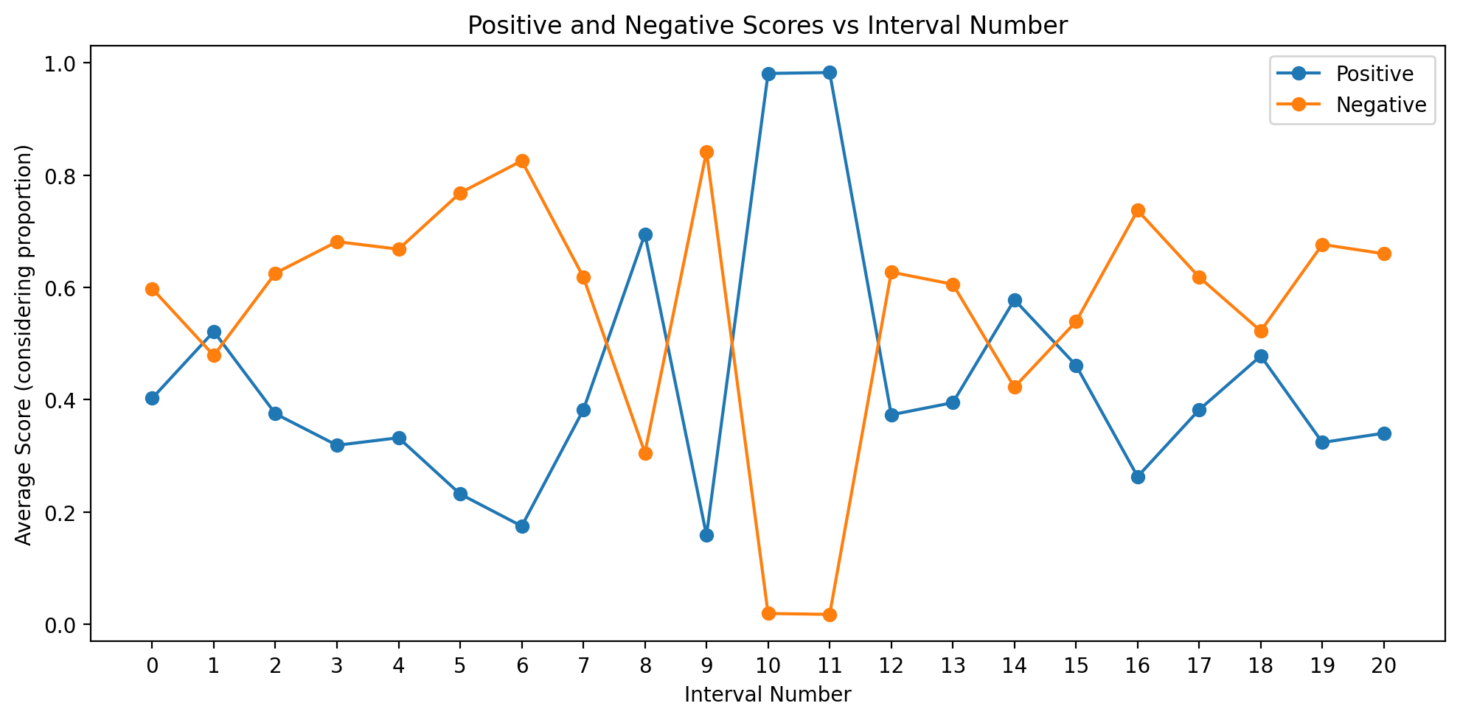 Positive and Negative Scores vs Interval Number
Positive
Negative
Average Score (considering proportion)
1.0
0.8
0.6
0.4
0.2
0.0
0 1 2 3 4 5 6 7 8 9 10 11 12 13 14 15 16 17 18 19 20
Interval Number